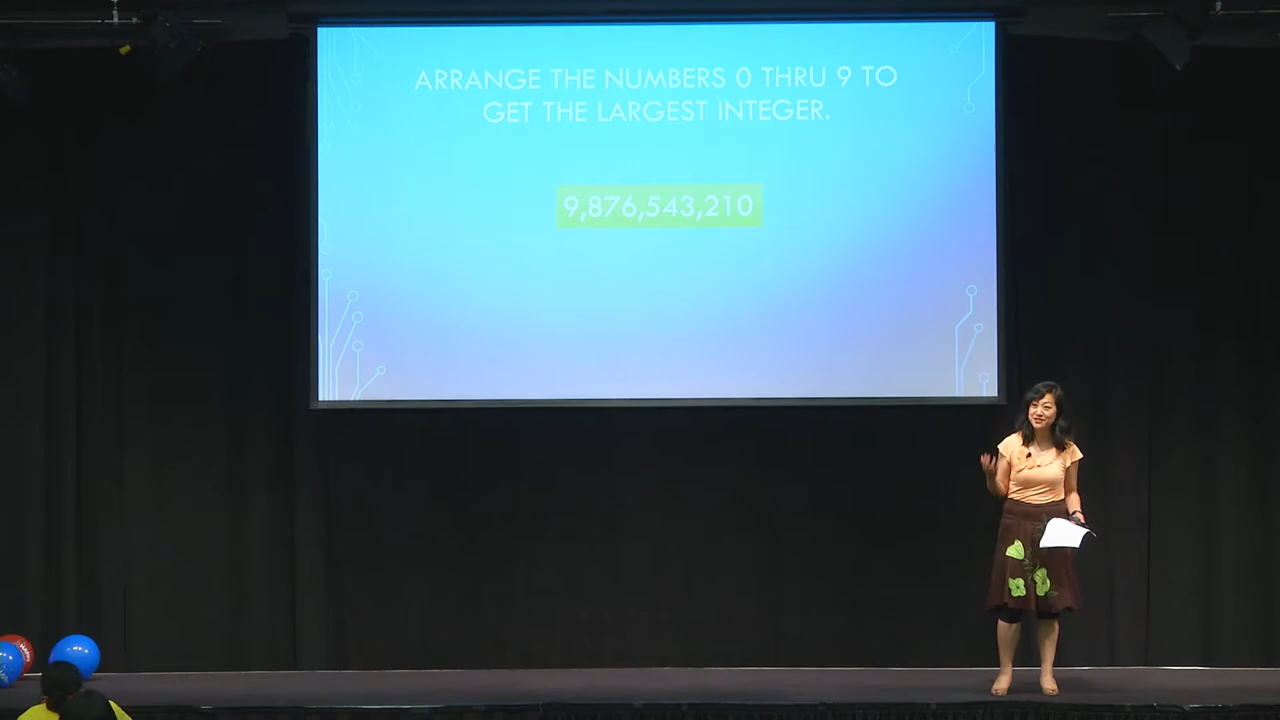 ARRANGE THE NUMBERS 0 THRU 9 TO
GET THE LARGEST INTEGER.
9,876,543,210